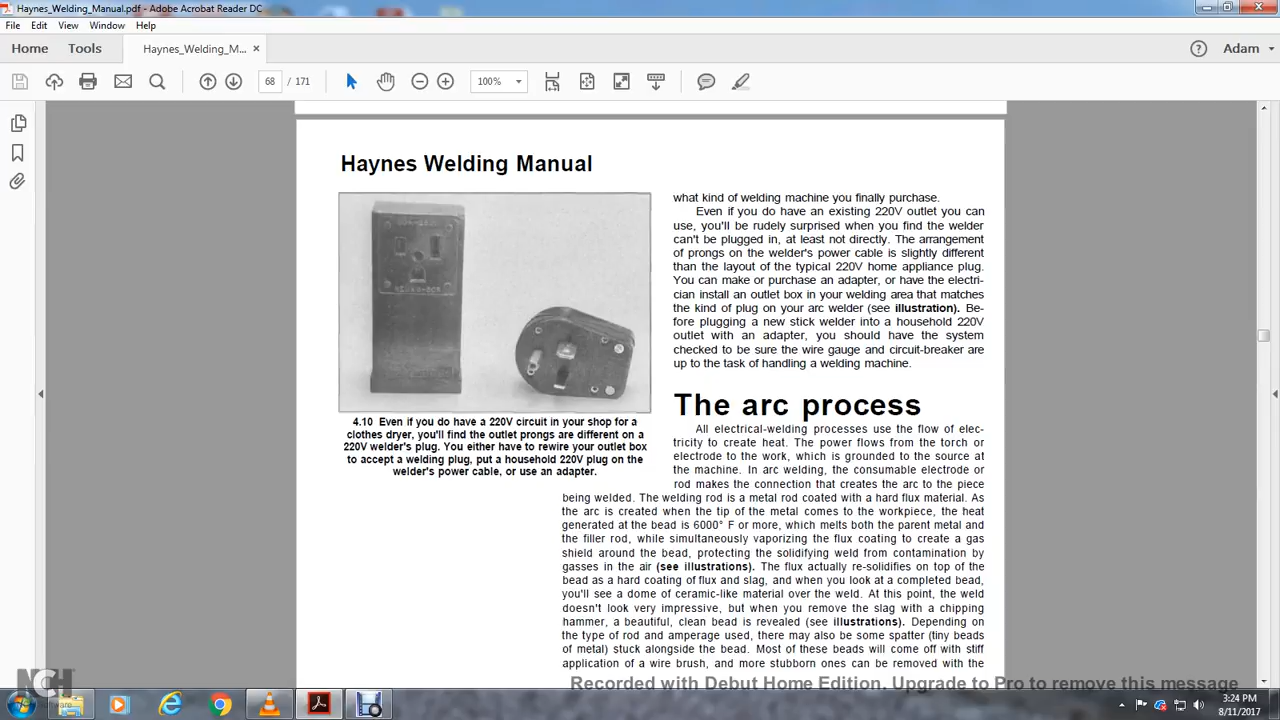 Haynes_Welding_Manual.pdf - Adobe Acrobat Reader DC
File Edit View Window Help
Home Tools Haynes_Welding_M... × Adam
68 / 171 100%
Haynes Welding Manual
4.10 Even if you do have a 220V circuit in your shop for a
clothes dryer, you'll find the outlet prongs are different on a
220V welder's plug. You either have to rewire your outlet box
to accept a welding plug, put a household 220V plug on the
welder's power cable, or use an adapter.
what kind of welding machine you finally purchase.
Even if you do have an existing 220V outlet you can
use, you'll be rudely surprised when you find the welder
can't be plugged in, at least not directly. The arrangement
of prongs on the welder's power cable is slightly different
than the layout of the typical 220V home appliance plug.
You can make or purchase an adapter, or have the electri-
cian install an outlet box in your welding area that matches
the kind of plug on your arc welder (see illustration). Be-
fore plugging a new stick welder into a household 220V
outlet with an adapter, you should have the system
checked to be sure the wire gauge and circuit-breaker are
up to the task of handling a welding machine.
The arc process
All electrical-welding processes use the flow of elec-
tricity to create heat. The power flows from the torch or
electrode to the work, which is grounded to the source at
the machine. In arc welding, the consumable electrode or
rod makes the connection that creates the arc to the piece
being welded. The welding rod is a metal rod coated with a hard flux material. As
the arc is created when the tip of the metal comes to the workpiece, the heat
generated at the bead is 6000° F or more, which melts both the parent metal and
the filler rod, while simultaneously vaporizing the flux coating to create a gas
shield around the bead, protecting the solidifying weld from contamination by
gasses in the air (see illustrations). The flux actually re-solidifies on top of the
bead as a hard coating of flux and slag, and when you look at a completed bead,
you'll see a dome of ceramic-like material over the weld. At this point, the weld
doesn't look very impressive, but when you remove the slag with a chipping
hammer, a beautiful, clean bead is revealed (see illustrations). Depending on
the type of rod and amperage used, there may also be some spatter (tiny beads
of metal) stuck alongside the bead. Most of these beads will come off with stiff
application of a wire brush, and more stubborn ones can be removed with the
NCH
Software
Recorded with Debut Home Edition. Upgrade to Pro to remove this message
3:24 PM
8/11/2017